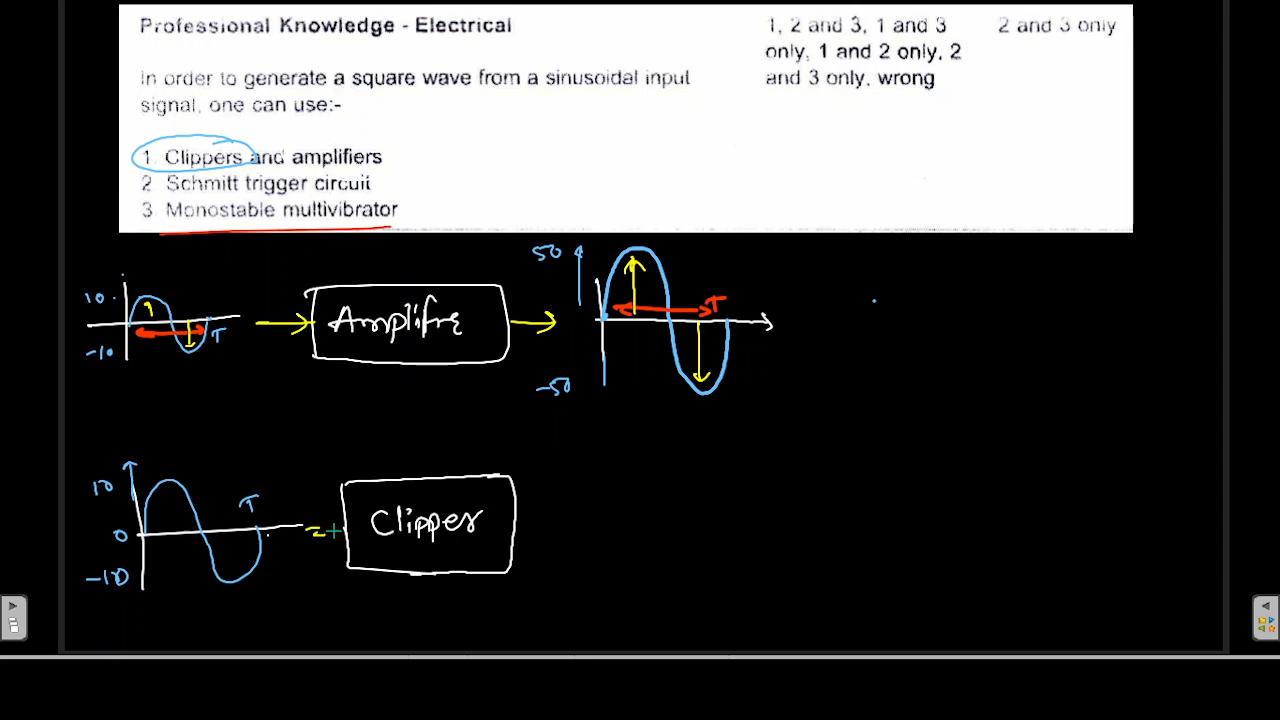 Professional Knowledge - Electrical
In order to generate a square wave from a sinusoidal input
signal, one can use:-
1. Clippers and amplifiers
2 Schmitt trigger circuit
3 Monostable multivibrator
1, 2 and 3, 1 and 3
only, 1 and 2 only, 2
and 3 only, wrong
2 and 3 only
10
-10
T
Amplifire
50
-50
T
10
0
-10
T
Clipper